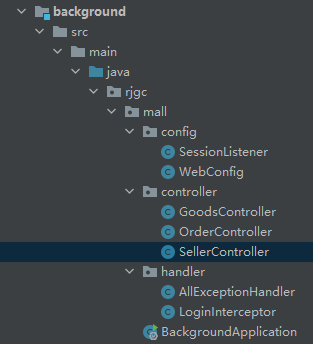 background
src
main
java
rjgc
mall
config
SessionListener
WebConfig
controller
GoodsController
OrderController
SellerController
handler
AllExceptionHandler
LoginInterceptor
BackgroundApplication